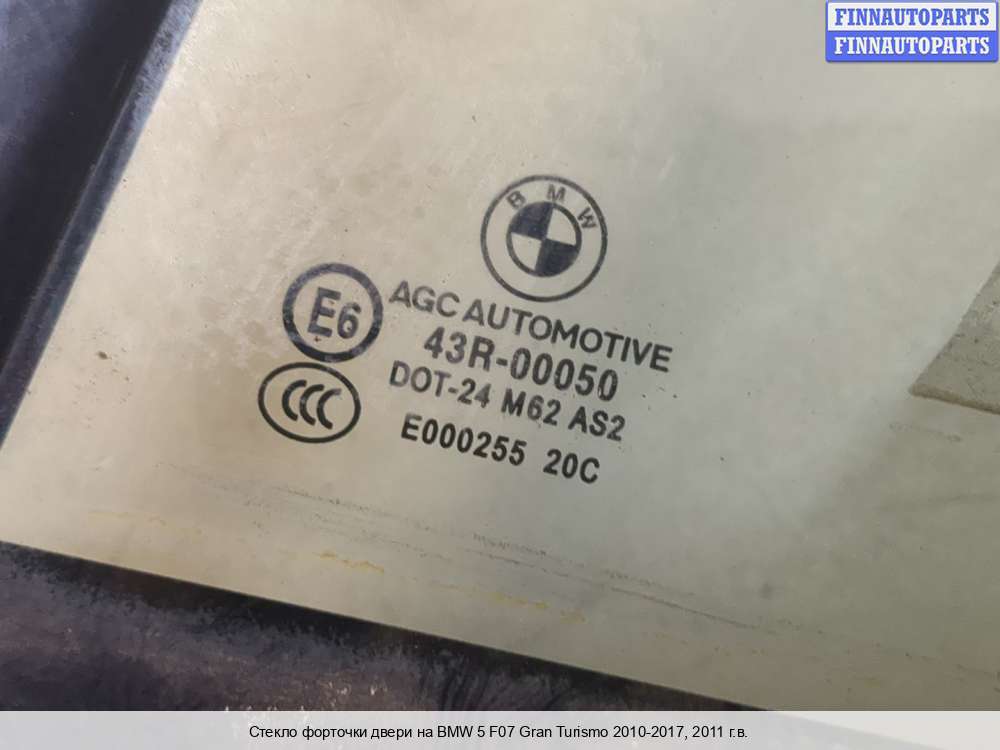 FINNAUTOPARTS
FINNAUTOPARTS
BMW
E6
AGC AUTOMOTIVE
43R-00050
CCC
DOT-24 M62 AS2
E000255 20C
Стекло форточки двери на BMW 5 F07 Gran Turismo 2010-2017, 2011 г.в.